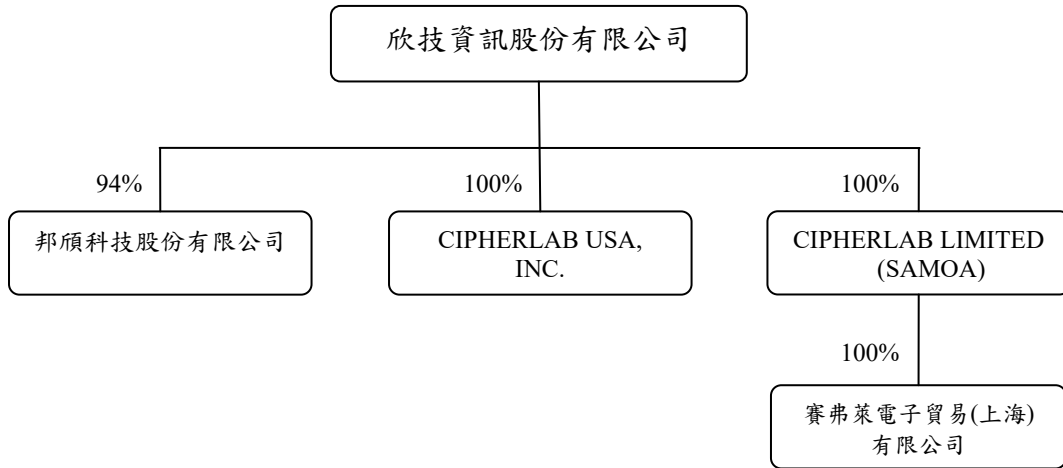 欣技資訊股份有限公司
94%
100%
100%
邦頎科技股份有限公司
CIPHERLAB USA,
INC.
CIPHERLAB LIMITED
(SAMOA)
100%
賽弗萊電子貿易(上海)
有限公司